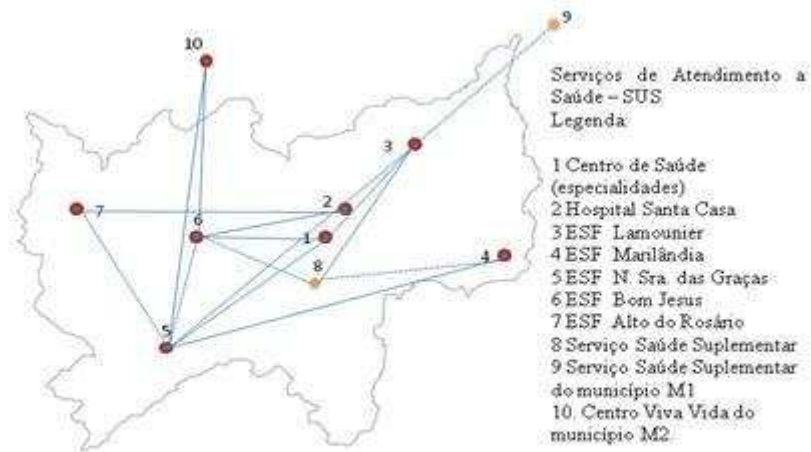 9
10
3
2
7
6
1
4
8
5
Serviços de Atendimento a
Saúde – SUS
Legenda
1 Centro de Saúde
(especialidades)
2 Hospital Santa Casa
3 ESF Lamounier
4 ESF Marilândia
5 ESF N. Sra. das Graças
6 ESF Bom Jesus
7 ESF Alto do Rosário
8 Serviço Saúde Suplementar
9 Serviço Saúde Suplementar
do município M1
10. Centro Viva Vida do
município M2.